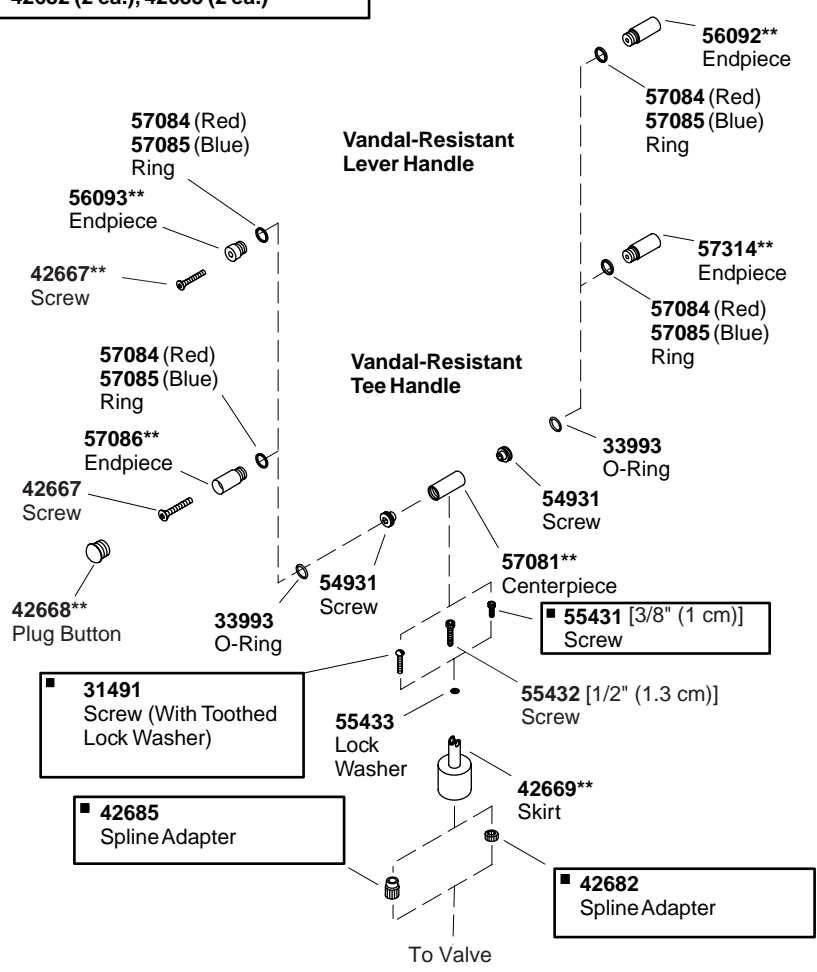 (2 ea.), (2 ea.)
56092**
Endpiece
57084 (Red)
57085 (Blue)
Ring
57084 (Red)
57085 (Blue)
Ring
Vandal-Resistant
Lever Handle
56093**
Endpiece
42667**
Screw
57314**
Endpiece
57084 (Red)
57085 (Blue)
Ring
57084 (Red)
57085 (Blue)
Ring
Vandal-Resistant
Tee Handle
57086**
Endpiece
42667
Screw
33993
O-Ring
54931
Screw
42668**
Plug Button
33993
O-Ring
54931
Screw
57081**
Centerpiece
55431 [3/8" (1 cm)]
Screw
31491
Screw (With Toothed
Lock Washer)
55433
Lock
Washer
55432 [1/2" (1.3 cm)]
Screw
42669**
Skirt
42685
Spline Adapter
42682
Spline Adapter
To Valve